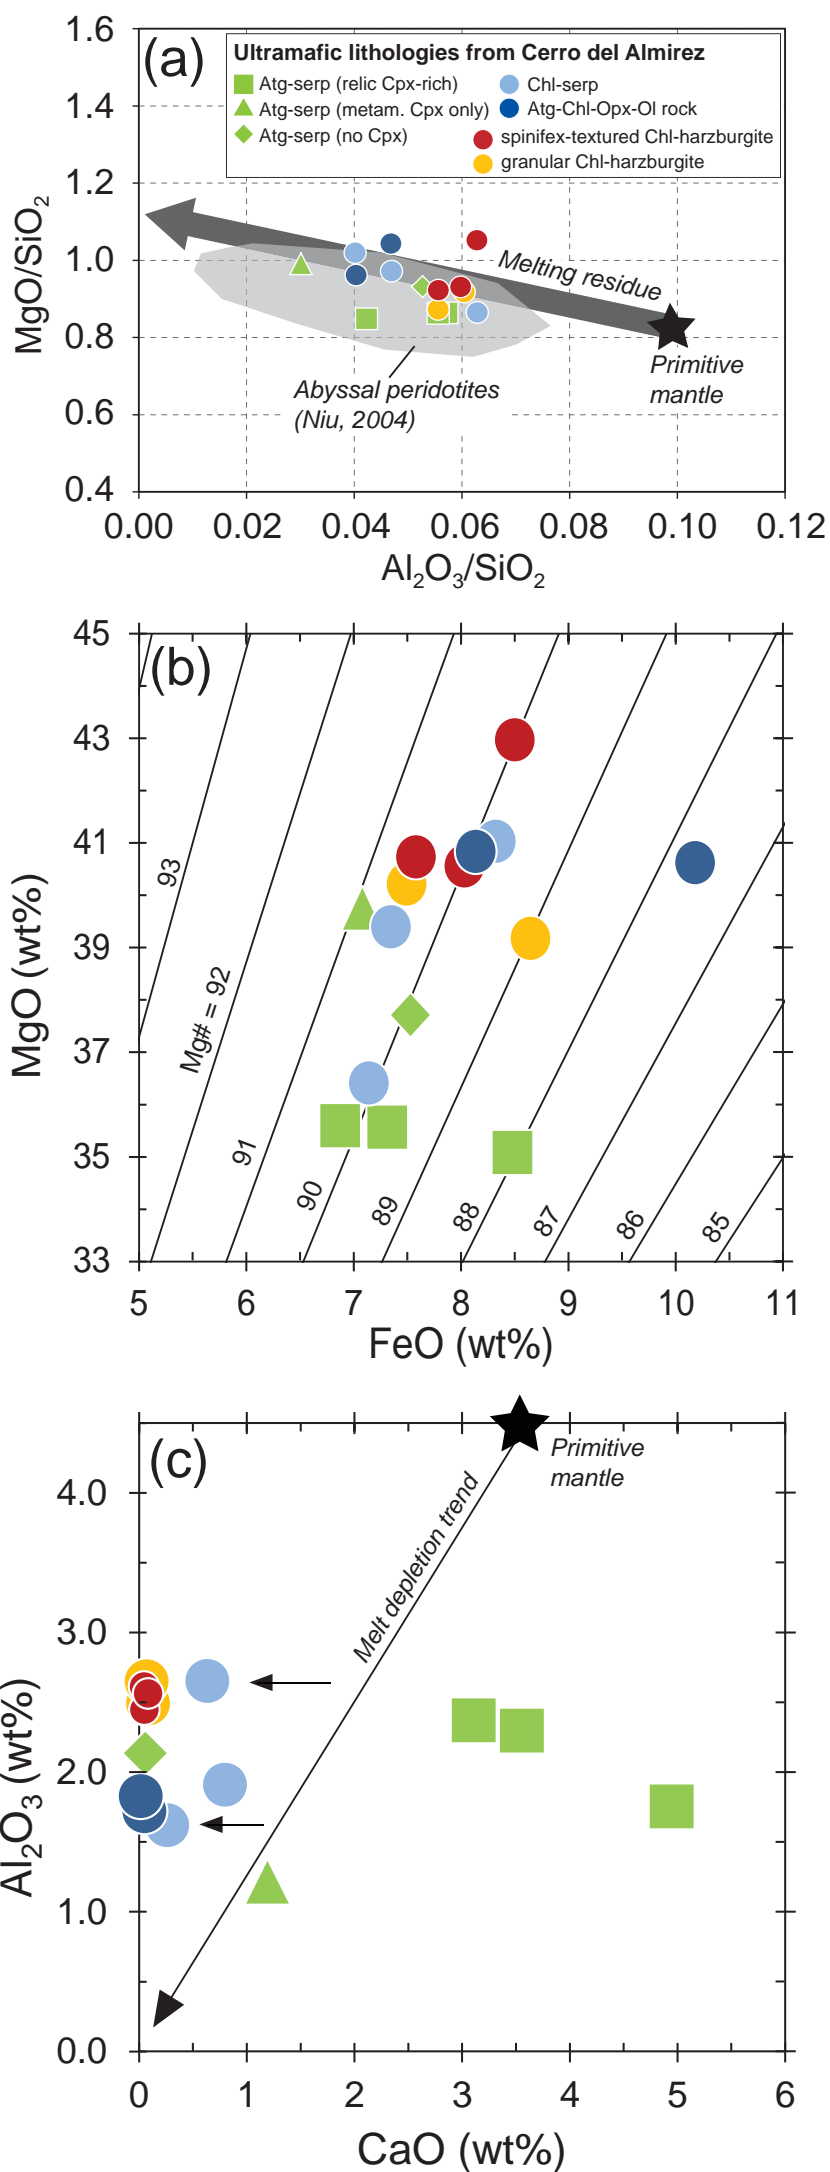 (a)
Ultramafic lithologies from Cerro del Almirez
Atg-serp (relic Cpx-rich)
Atg-serp (metam. Cpx only)
Atg-serp (no Cpx)
Chl-serp
Atg-Chl-Opx-Ol rock
spinifex-textured Chl-harzburgite
granular Chl-harzburgite
1.6
1.4
1.2
1.0
0.8
0.6
0.4
MgO/SiO₂
Melting residue
Primitive
mantle
Abyssal peridotites
(Niu, 2004)
0.00 0.02 0.04 0.06 0.08 0.10 0.12
Al₂O₃/SiO₂
(b)
45
43
41
39
37
35
33
MgO (wt%)
93
Mg# = 92
91
90
89
88
87
86
85
5 6 7 8 9 10 11
FeO (wt%)
(c)
Primitive
mantle
Melt depletion trend
4.0
3.0
2.0
1.0
0.0
Al₂O₃ (wt%)
0 1 2 3 4 5 6
CaO (wt%)